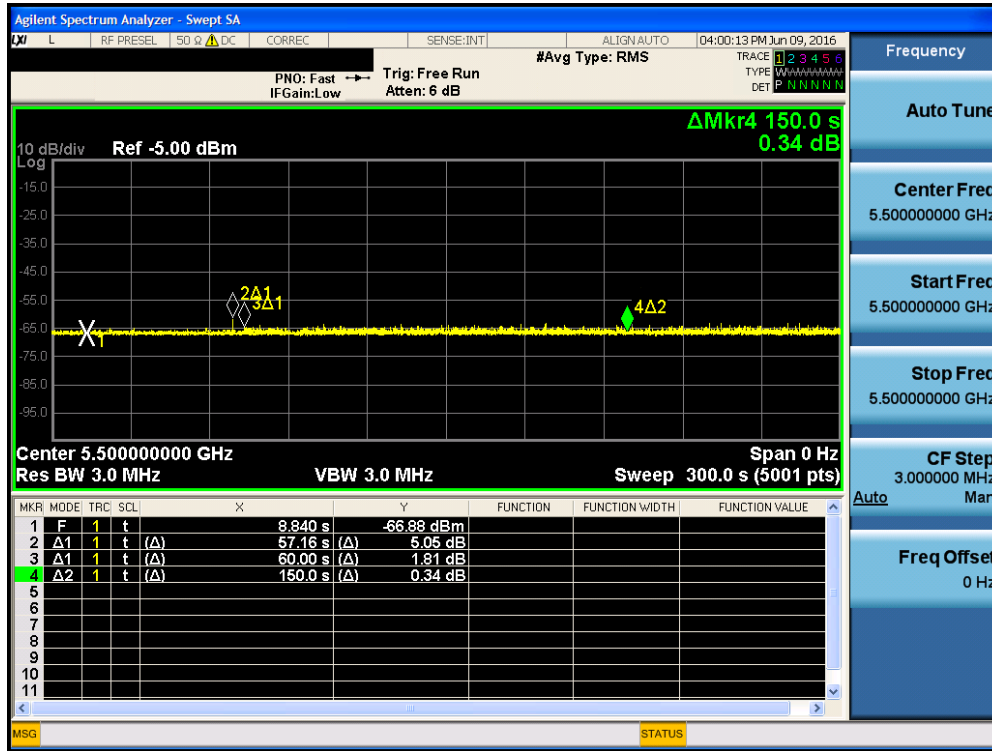 Agilent Spectrum Analyzer - Swept SA
LXI L RF PRESEL 50 Ω DC CORREC SENSE:INT ALIGN AUTO 04:00:13 PM Jun 09, 2016
#Avg Type: RMS
TRACE 1 2 3 4 5 6
TYPE
DET P N N N N N
PNO: Fast
IFGain:Low
Trig: Free Run
Atten: 6 dB
Frequency
ΔMkr4 150.0 s
0.34 dB
10 dB/div Ref -5.00 dBm
Log
-15.0
-25.0
-35.0
-45.0
-55.0
-65.0
-75.0
-85.0
-95.0
2Δ1
3Δ1
4Δ2
1
Center 5.500000000 GHz Span 0 Hz
Res BW 3.0 MHz VBW 3.0 MHz Sweep 300.0 s (5001 pts)
MKR MODE TRC SCL X Y FUNCTION FUNCTION WIDTH FUNCTION VALUE
1 F 1 t 8.840 s -66.88 dBm
2 Δ1 1 t (Δ) 57.16 s (Δ) 5.05 dB
3 Δ1 1 t (Δ) 60.00 s (Δ) 1.81 dB
4 Δ2 1 t (Δ) 150.0 s (Δ) 0.34 dB
5
6
7
8
9
10
11
Auto Tune
Center Freq
5.500000000 GHz
Start Freq
5.500000000 GHz
Stop Freq
5.500000000 GHz
CF Step
3.000000 MHz
Auto Man
Freq Offset
0 Hz
MSG STATUS